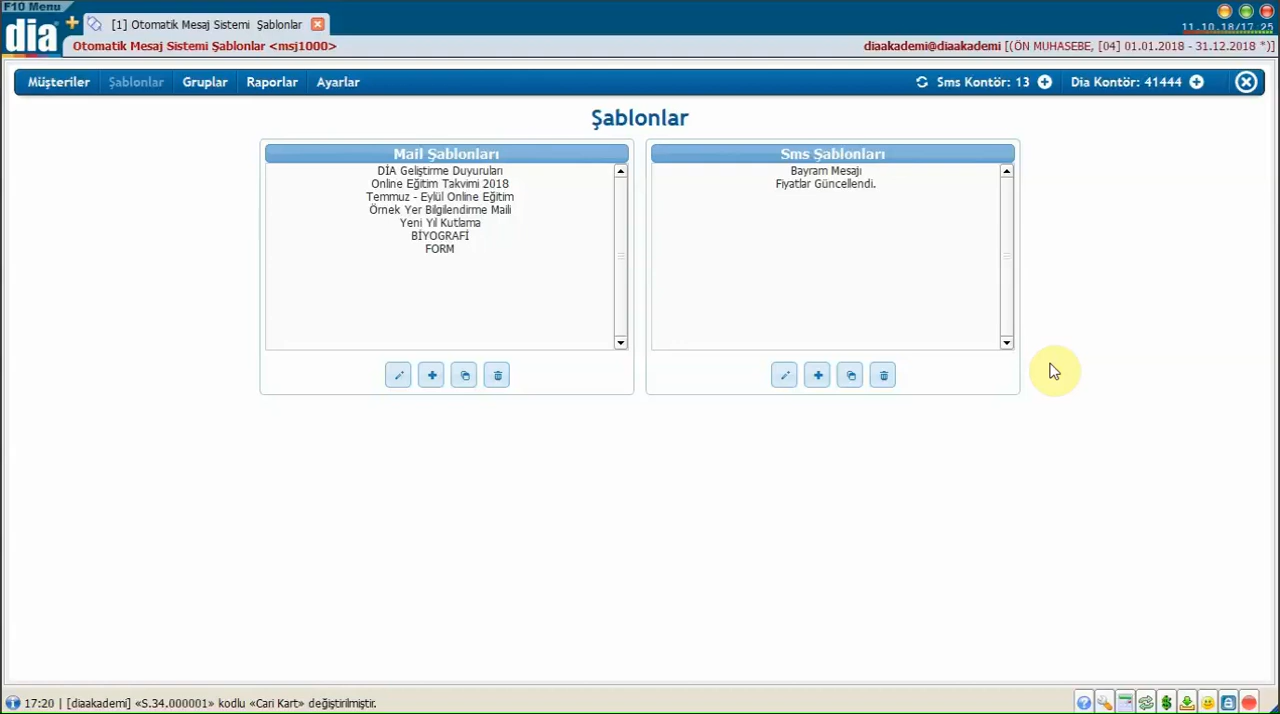 F10 Menu
dia
[1] Otomatik Mesaj Sistemi Şablonlar
11.10.18/17:25
Otomatik Mesaj Sistemi Şablonlar <msj1000>
diaakademi@diaakademi [(ÖN MUHASEBE, [04] 01.01.2018 - 31.12.2018 *)]
Müşteriler Şablonlar Gruplar Raporlar Ayarlar
Sms Kontör: 13 Dia Kontör: 41444
Şablonlar
Mail Şablonları
DİA Geliştirme Duyuruları
Online Eğitim Takvimi 2018
Temmuz - Eylül Online Eğitim
Örnek Yer Bilgilendirme Maili
Yeni Yıl Kutlama
BİYOGRAFİ
FORM
Sms Şablonları
Bayram Mesajı
Fiyatlar Güncellendi.
17:20 | [diaakademi] «S.34.000001» kodlu «Cari Kart» değiştirilmiştir.